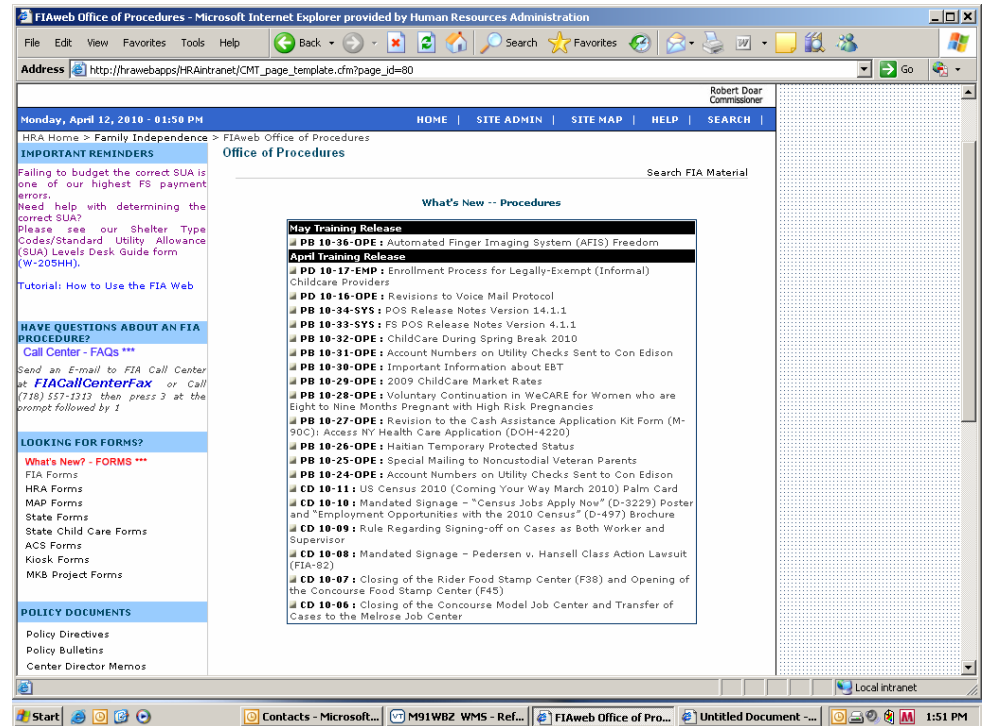 FIAweb Office of Procedures - Microsoft Internet Explorer provided by Human Resources Administration
File Edit View Favorites Tools Help
Back
Search
Favorites
Address
http://hrawebapps/HRAintranet/CMT_page_template.cfm?page_id=80
Go
Robert Doar
Commissioner
Monday, April 12, 2010 - 01:50 PM
HOME | SITE ADMIN | SITE MAP | HELP | SEARCH |
HRA Home > Family Independence > FIAweb Office of Procedures
IMPORTANT REMINDERS
Failing to budget the correct SUA is
one of our highest FS payment
errors.
Need help with determining the
correct SUA?
Please see our Shelter Type
Codes/Standard Utility Allowance
(SUA) Levels Desk Guide form
(W-205HH).
Tutorial: How to Use the FIA Web
HAVE QUESTIONS ABOUT AN FIA
PROCEDURE?
Call Center - FAQs ***
Send an E-mail to FIA Call Center
at FIACallCenterFax or Call
(718) 557-1313 then press 3 at the
prompt followed by 1
LOOKING FOR FORMS?
What's New? - FORMS ***
FIA Forms
HRA Forms
MAP Forms
State Forms
State Child Care Forms
ACS Forms
Kiosk Forms
MKB Project Forms
POLICY DOCUMENTS
Policy Directives
Policy Bulletins
Center Director Memos
Office of Procedures
Search FIA Material
What's New -- Procedures
May Training Release
PB 10-36-OPE : Automated Finger Imaging System (AFIS) Freedom
April Training Release
PD 10-17-EMP : Enrollment Process for Legally-Exempt (Informal)
Childcare Providers
PD 10-16-OPE : Revisions to Voice Mail Protocol
PB 10-34-SYS : POS Release Notes Version 14.1.1
PB 10-33-SYS : FS POS Release Notes Version 4.1.1
PB 10-32-OPE : ChildCare During Spring Break 2010
PB 10-31-OPE : Account Numbers on Utility Checks Sent to Con Edison
PB 10-30-OPE : Important Information about EBT
PB 10-29-OPE : 2009 ChildCare Market Rates
PB 10-28-OPE : Voluntary Continuation in WeCARE for Women who are
Eight to Nine Months Pregnant with High Risk Pregnancies
PB 10-27-OPE : Revision to the Cash Assistance Application Kit Form (M-
90C): Access NY Health Care Application (DOH-4220)
PB 10-26-OPE : Haitian Temporary Protected Status
PB 10-25-OPE : Special Mailing to Noncustodial Veteran Parents
PB 10-24-OPE : Account Numbers on Utility Checks Sent to Con Edison
CD 10-11 : US Census 2010 (Coming Your Way March 2010) Palm Card
CD 10-10 : Mandated Signage – "Census Jobs Apply Now" (D-3229) Poster
and "Employment Opportunities with the 2010 Census" (D-497) Brochure
CD 10-09 : Rule Regarding Signing-off on Cases as Both Worker and
Supervisor
CD 10-08 : Mandated Signage – Pedersen v. Hansell Class Action Lawsuit
(FIA-82)
CD 10-07 : Closing of the Rider Food Stamp Center (F38) and Opening of
the Concourse Food Stamp Center (F45)
CD 10-06 : Closing of the Concourse Model Job Center and Transfer of
Cases to the Melrose Job Center
Local intranet
Start
Contacts - Microsoft...
M91WBZ WMS - Ref...
FIAweb Office of Pro...
Untitled Document -...
1:51 PM